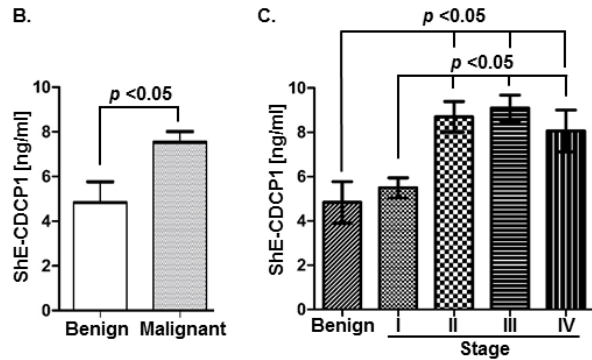 B.
p <0.05
ShE-CDCP1 [ng/ml]
10
8
6
4
2
0
Benign Malignant
C.
p <0.05
p <0.05
ShE-CDCP1 [ng/ml]
10
8
6
4
2
0
Benign I II III IV
Stage